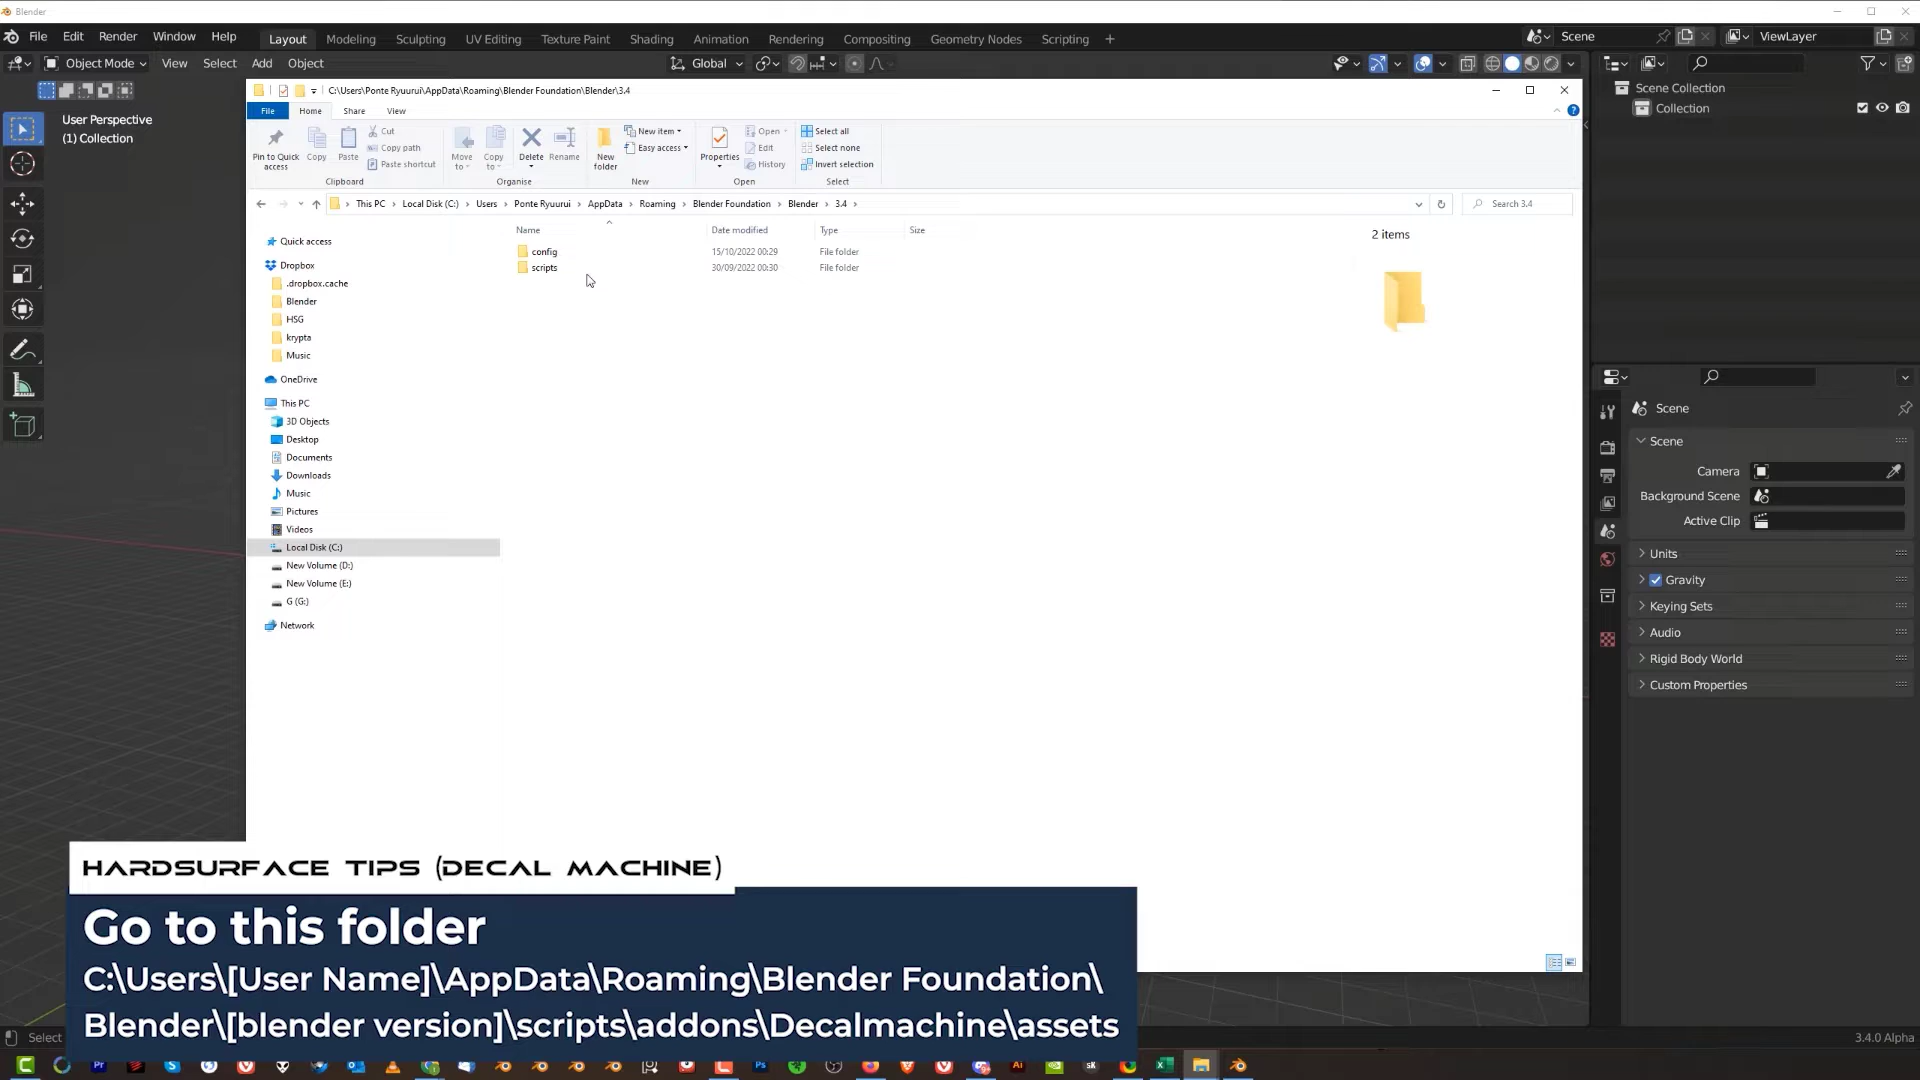 Blender
File Edit Render Window Help
Layout Modeling Sculpting UV Editing Texture Paint Shading Animation Rendering Compositing Geometry Nodes Scripting +
Scene
ViewLayer
Object Mode View Select Add Object
Global
User Perspective
(1) Collection
C:\Users\Ponte Ryuurui\AppData\Roaming\Blender Foundation\Blender\3.4
File Home Share View
Pin to Quick access
Copy
Paste
Cut
Copy path
Paste shortcut
Clipboard
Move to
Copy to
Delete
Rename
Organise
New folder
New item
Easy access
New
Properties
Open
Edit
History
Open
Select all
Select none
Invert selection
Select
This PC > Local Disk (C:) > Users > Ponte Ryuurui > AppData > Roaming > Blender Foundation > Blender > 3.4 >
Search 3.4
Quick access
Dropbox
.dropbox.cache
Blender
HSG
krypta
Music
OneDrive
This PC
3D Objects
Desktop
Documents
Downloads
Music
Pictures
Videos
Local Disk (C:)
New Volume (D:)
New Volume (E:)
G (G:)
Network
Name Date modified Type Size
config 15/10/2022 00:29 File folder
scripts 30/09/2022 00:30 File folder
2 items
Scene Collection
Collection
Scene
Scene
Camera
Background Scene
Active Clip
Units
Gravity
Keying Sets
Audio
Rigid Body World
Custom Properties
HARDSURFACE TIPS (DECAL MACHINE)
Go to this folder
C:\Users\[User Name]\AppData\Roaming\Blender Foundation\
Blender\[blender version]\scripts\addons\Decalmachine\assets
Select
3.4.0 Alpha